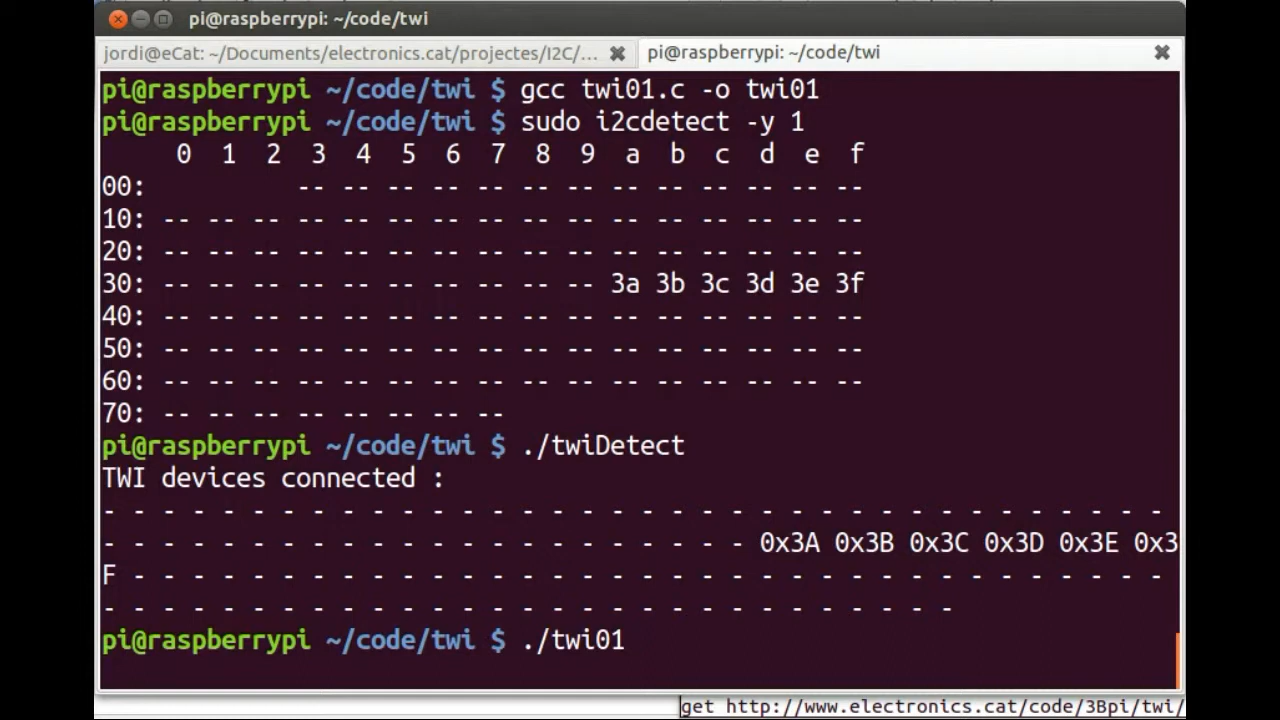 pi@raspberrypi: ~/code/twi
jordi@eCat: ~/Documents/electronics.cat/projectes/I2C/... ✖ pi@raspberrypi: ~/code/twi ✖
pi@raspberrypi ~/code/twi $ gcc twi01.c -o twi01
pi@raspberrypi ~/code/twi $ sudo i2cdetect -y 1
     0  1  2  3  4  5  6  7  8  9  a  b  c  d  e  f
00:          -- -- -- -- -- -- -- -- -- -- -- -- --
10: -- -- -- -- -- -- -- -- -- -- -- -- -- -- -- --
20: -- -- -- -- -- -- -- -- -- -- -- -- -- -- -- --
30: -- -- -- -- -- -- -- -- -- -- 3a 3b 3c 3d 3e 3f
40: -- -- -- -- -- -- -- -- -- -- -- -- -- -- -- --
50: -- -- -- -- -- -- -- -- -- -- -- -- -- -- -- --
60: -- -- -- -- -- -- -- -- -- -- -- -- -- -- -- --
70: -- -- -- -- -- -- -- --
pi@raspberrypi ~/code/twi $ ./twiDetect
TWI devices connected :
- - - - - - - - - - - - - - - - - - - - - - - - - - - - - - - - - - - -
- - - - - - - - - - - - - - - - - - - - - - 0x3A 0x3B 0x3C 0x3D 0x3E 0x3
F - - - - - - - - - - - - - - - - - - - - - - - - - - - - - - - - - - -
- - - - - - - - - - - - - - - - - - - - - - - - - - - - -
pi@raspberrypi ~/code/twi $ ./twi01
get http://www.electronics.cat/code/3Bpi/twi/